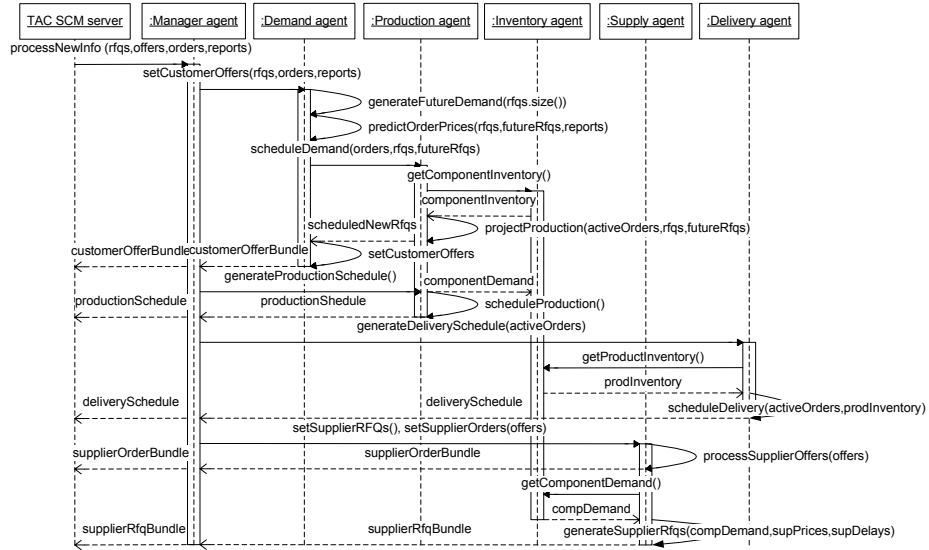 TAC SCM server
:Manager agent
:Demand agent
:Production agent
:Inventory agent
:Supply agent
:Delivery agent
processNewInfo (rfqs,offers,orders,reports)
setCustomerOffers(rfqs,orders,reports)
generateFutureDemand(rfqs.size())
predictOrderPrices(rfqs,futureRfqs,reports)
scheduleDemand(orders,rfqs,futureRfqs)
getComponentInventory()
componentInventory
scheduledNewRfqs
projectProduction(activeOrders,rfqs,futureRfqs)
customerOfferBundle
customerOfferBundle
setCustomerOffers
generateProductionSchedule()
componentDemand
productionSchedule
productionShedule
scheduleProduction()
generateDeliverySchedule(activeOrders)
getProductInventory()
prodInventory
deliverySchedule
deliverySchedule
scheduleDelivery(activeOrders,prodInventory)
setSupplierRFQs(), setSupplierOrders(offers)
supplierOrderBundle
supplierOrderBundle
processSupplierOffers(offers)
getComponentDemand()
compDemand
supplierRfqBundle
supplierRfqBundle
generateSupplierRfqs(compDemand,supPrices,supDelays)